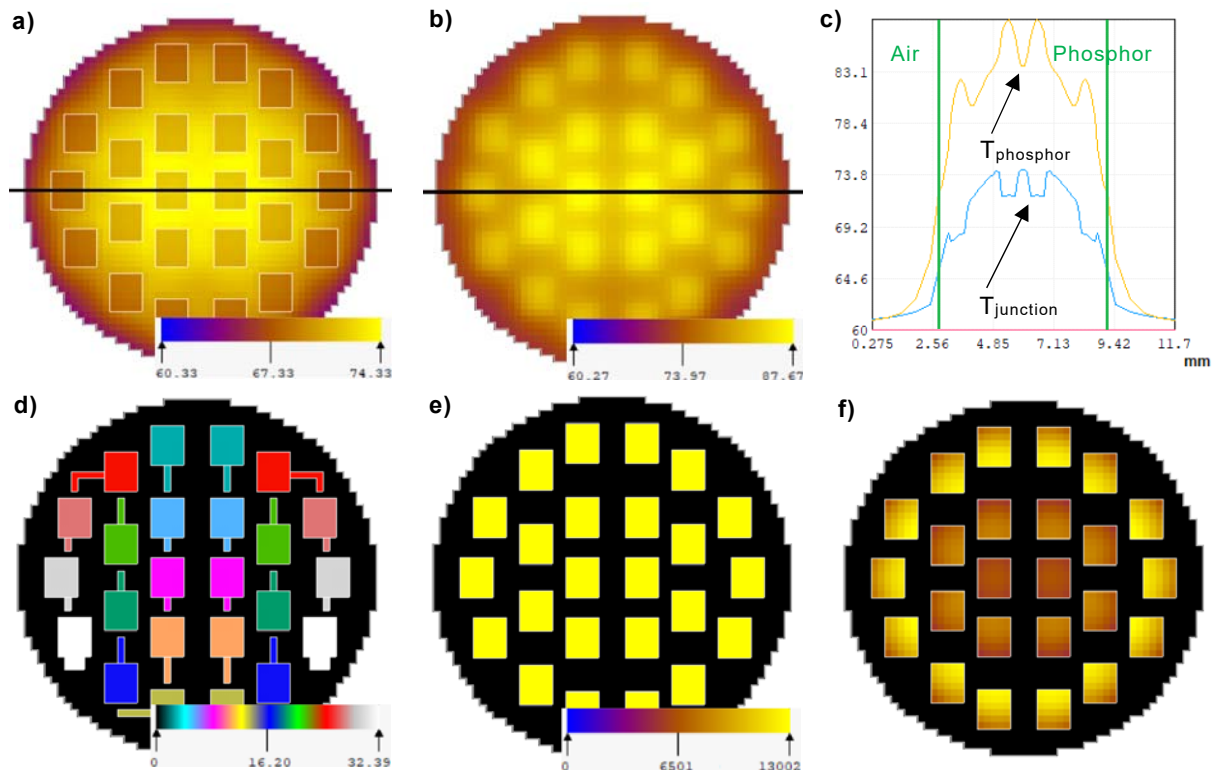 a)
b)
c)
Air
Phosphor
83.1
78.4
73.8
69.2
64.6
60
T phosphor
T junction
0.275 2.56 4.85 7.13 9.42 11.7
mm
60.33 67.33 74.33
60.27 73.97 87.67
d)
e)
f)
0 16.20 32.39
0 6501 13002